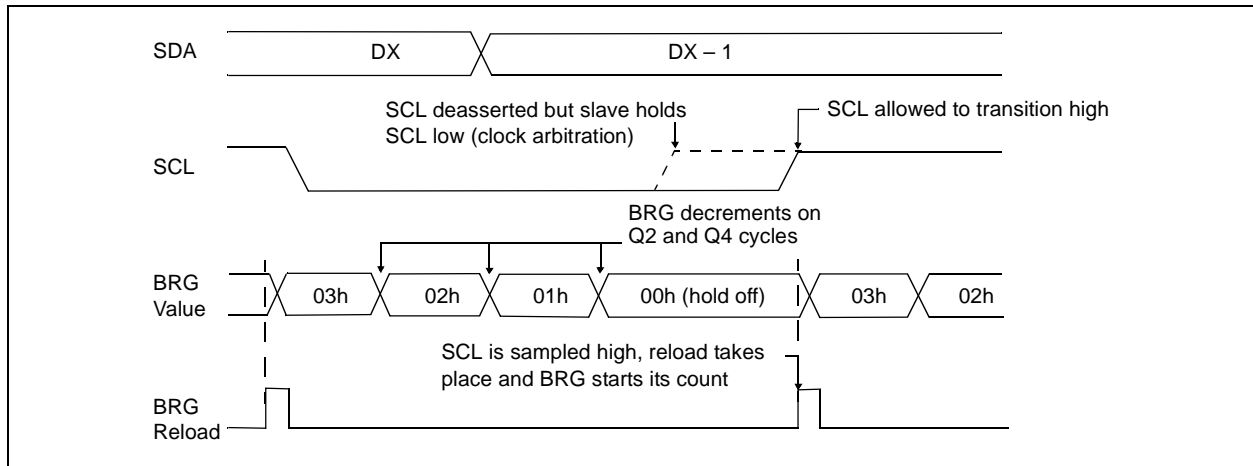 SDA
DX
DX – 1
SCL deasserted but slave holds
SCL low (clock arbitration)
SCL allowed to transition high
SCL
BRG decrements on
Q2 and Q4 cycles
BRG
Value
03h
02h
01h
00h (hold off)
03h
02h
SCL is sampled high, reload takes
place and BRG starts its count
BRG
Reload